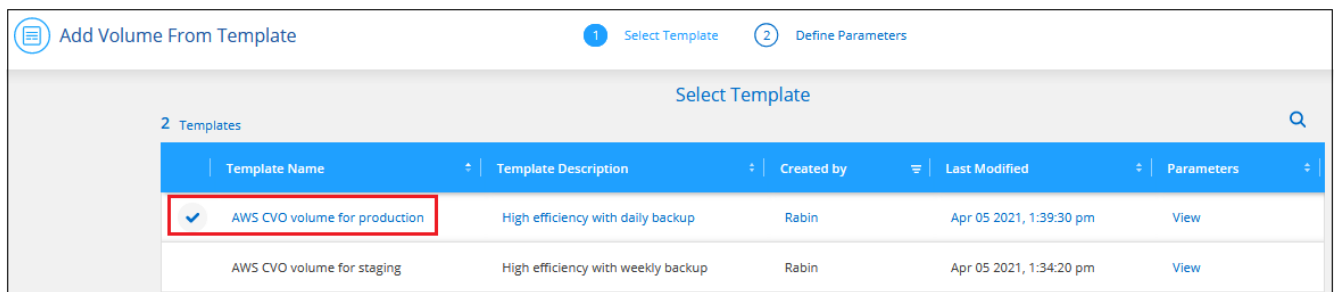 Add Volume From Template 1 Select Template 2 Define Parameters
Select Template
2 Templates
Template Name Template Description Created by Last Modified Parameters
AWS CVO volume for production High efficiency with daily backup Rabin Apr 05 2021, 1:39:30 pm View
AWS CVO volume for staging High efficiency with weekly backup Rabin Apr 05 2021, 1:34:20 pm View